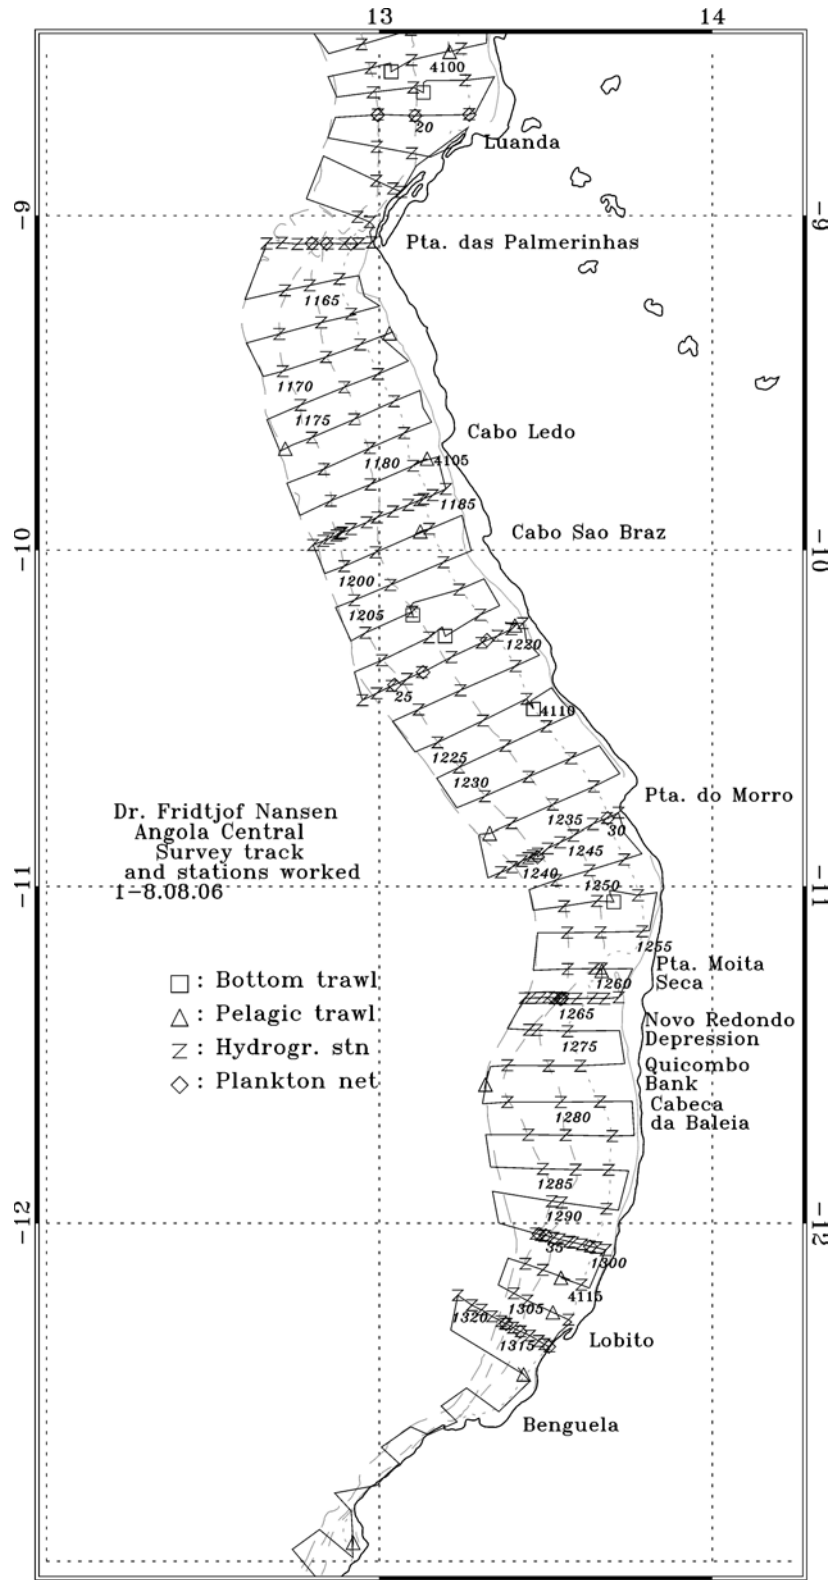 13 14
4100
20
Luanda
-9 -9
Pta. das Palmerinhas
1165
1170
1175
Cabo Ledo
1180 4105
1185
Cabo Sao Braz
-10 -10
1200
1205
1220
25
4110
1225
1230
Pta. do Morro
Dr. Fridtjof Nansen
Angola Central
Survey track
and stations worked
1-8.08.06
1235 30
1245
1240
-11 -11
1250
1255
Pta. Moita
Seca
1260
□ : Bottom trawl
△ : Pelagic trawl
Z : Hydrogr. stn
◇ : Plankton net
1265
Novo Redondo
Depression
1275
Quicombo
Bank
Cabeca
da Baleia
1280
1285
1290
-12 -12
35 1300
4115
1305
1320
1315
Lobito
Benguela